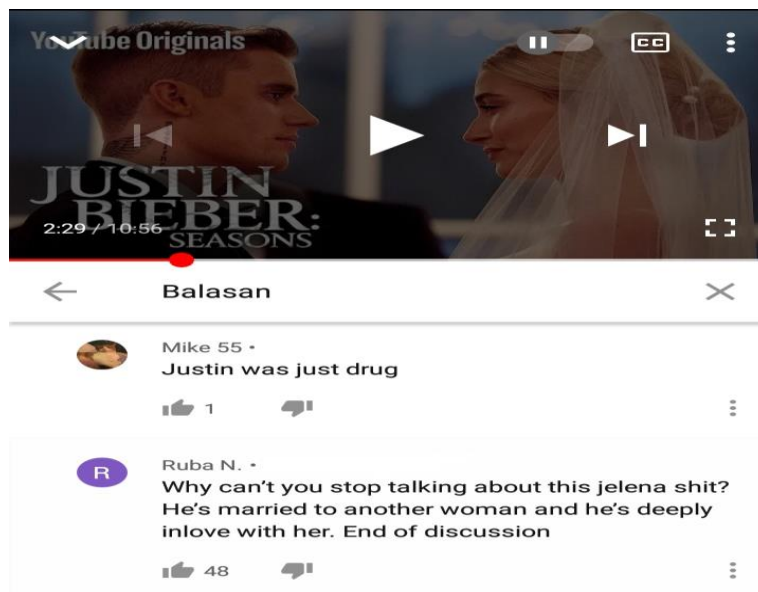 YouTube Originals
CC
JUSTIN
BIEBER:
2:29 / 10:56
SEASONS
Balasan
Mike 55 •
Justin was just drug
1
R
Ruba N. •
Why can't you stop talking about this jelena shit?
He's married to another woman and he's deeply
inlove with her. End of discussion
48